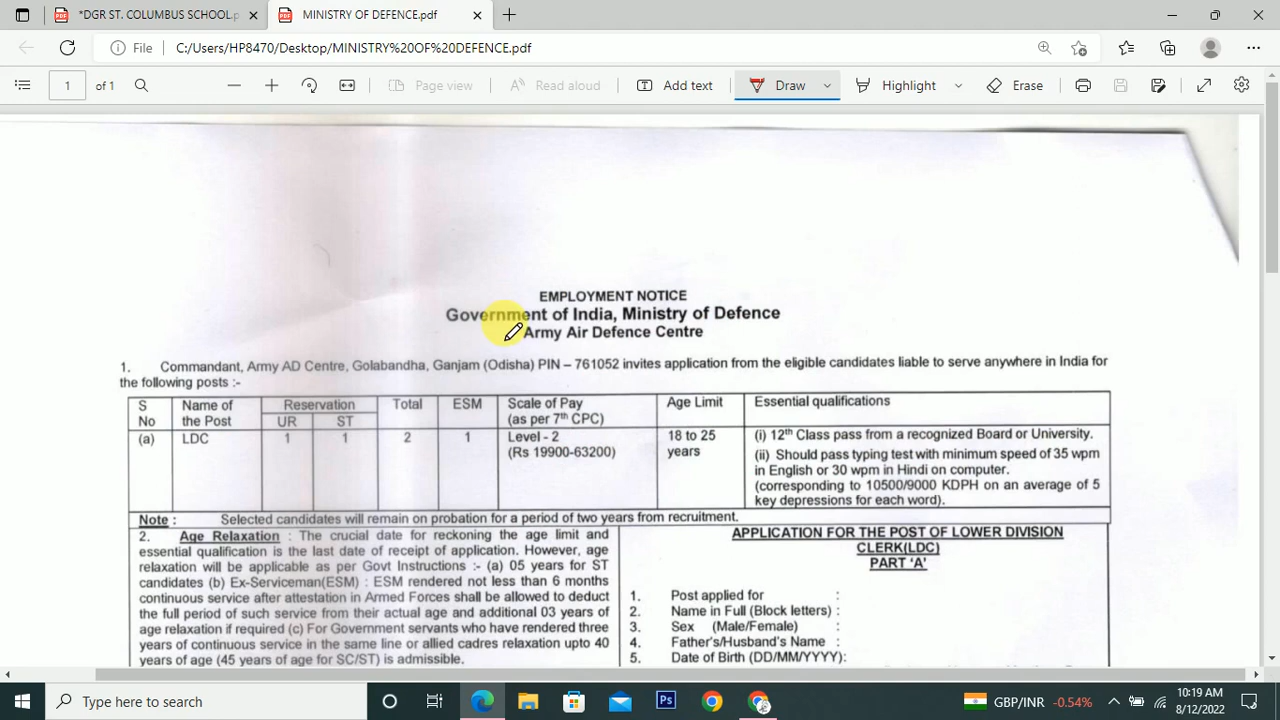 *DGR ST. COLUMBUS SCHOOL.p
MINISTRY OF DEFENCE.pdf
File
C:/Users/HP8470/Desktop/MINISTRY%20OF%20DEFENCE.pdf
1 of 1
Page view
Read aloud
Add text
Draw
Highlight
Erase
EMPLOYMENT NOTICE
Government of India, Ministry of Defence
Army Air Defence Centre
1. Commandant, Army AD Centre, Golabandha, Ganjam (Odisha) PIN – 761052 invites application from the eligible candidates liable to serve anywhere in India for
the following posts :-
S No
Name of the Post
Reservation
UR
ST
Total
ESM
Scale of Pay
(as per 7th CPC)
Age Limit
Essential qualifications
(a)
LDC
1
1
2
1
Level - 2
(Rs 19900-63200)
18 to 25
years
(i) 12th Class pass from a recognized Board or University.
(ii) Should pass typing test with minimum speed of 35 wpm
in English or 30 wpm in Hindi on computer.
(corresponding to 10500/9000 KDPH on an average of 5
key depressions for each word).
Note : Selected candidates will remain on probation for a period of two years from recruitment.
2. Age Relaxation : The crucial date for reckoning the age limit and
essential qualification is the last date of receipt of application. However, age
relaxation will be applicable as per Govt Instructions :- (a) 05 years for ST
candidates (b) Ex-Serviceman(ESM) : ESM rendered not less than 6 months
continuous service after attestation in Armed Forces shall be allowed to deduct
the full period of such service from their actual age and additional 03 years of
age relaxation if required (c) For Government servants who have rendered three
years of continuous service in the same line or allied cadres relaxation upto 40
years of age (45 years of age for SC/ST) is admissible.
APPLICATION FOR THE POST OF LOWER DIVISION
CLERK(LDC)
PART 'A'
1. Post applied for :
2. Name in Full (Block letters) :
3. Sex (Male/Female) :
4. Father's/Husband's Name :
5. Date of Birth (DD/MM/YYYY):
Type here to search
Ps
GBP/INR -0.54%
10:19 AM
8/12/2022